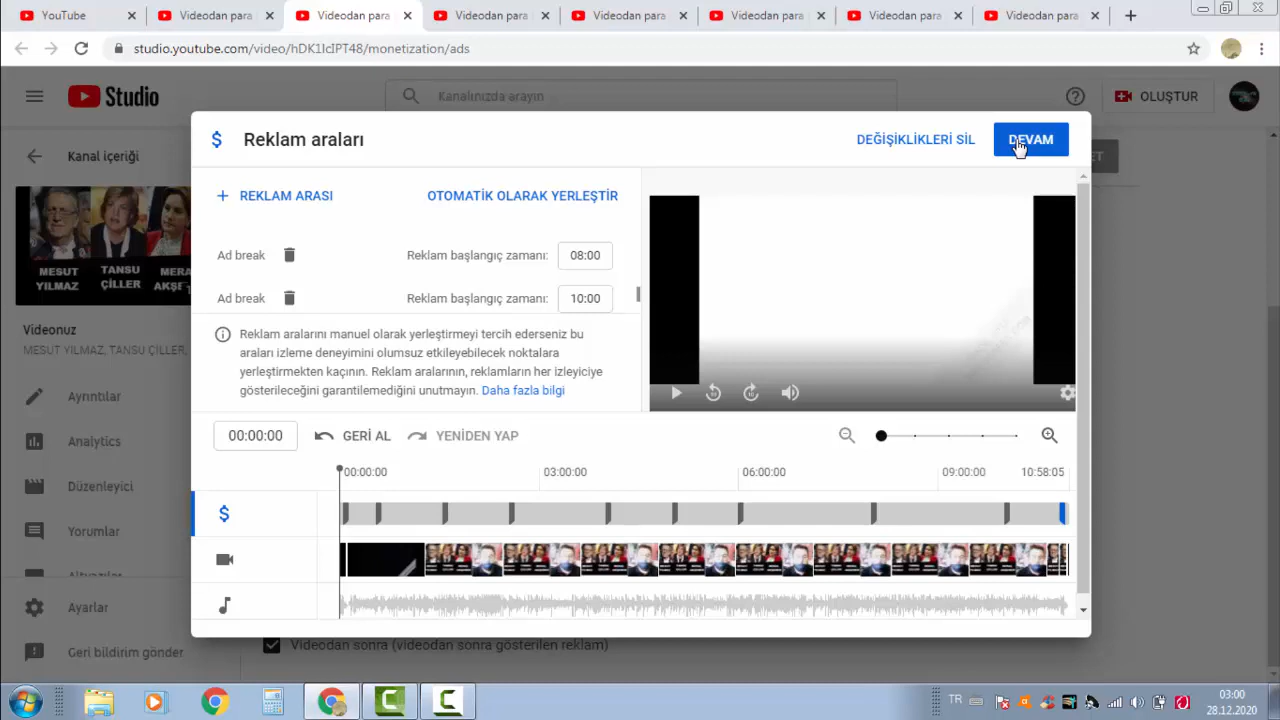 YouTube
Videodan para
Videodan para
Videodan para
Videodan para
Videodan para
Videodan para
Videodan para
studio.youtube.com/video/hDK1IcIPT48/monetization/ads
Studio
Kanalınızda arayın
OLUŞTUR
Kanal içeriği
Reklam araları
DEĞİŞİKLİKLERİ SİL
DEVAM
ET
REKLAM ARASI
OTOMATİK OLARAK YERLEŞTİR
MESUT
YILMAZ
TANSU
ÇİLLER
MERA
AKŞE
Ad break
Reklam başlangıç zamanı:
08:00
Ad break
Reklam başlangıç zamanı:
10:00
Videonuz
MESUT YILMAZ, TANSU ÇİLLER,
Reklam aralarını manuel olarak yerleştirmeyi tercih ederseniz bu
araları izleme deneyimini olumsuz etkileyebilecek noktalara
yerleştirmekten kaçının. Reklam aralarının, reklamların her izleyiciye
gösterileceğini garantilemediğini unutmayın. Daha fazla bilgi
Ayrıntılar
Analytics
Düzenleyici
Yorumlar
Altyazılar
Ayarlar
Geri bildirim gönder
00:00:00
GERİ AL
YENİDEN YAP
00:00:00
03:00:00
06:00:00
09:00:00
10:58:05
Videodan sonra (videodan sonra gösterilen reklam)
TR
03:00
28.12.2020